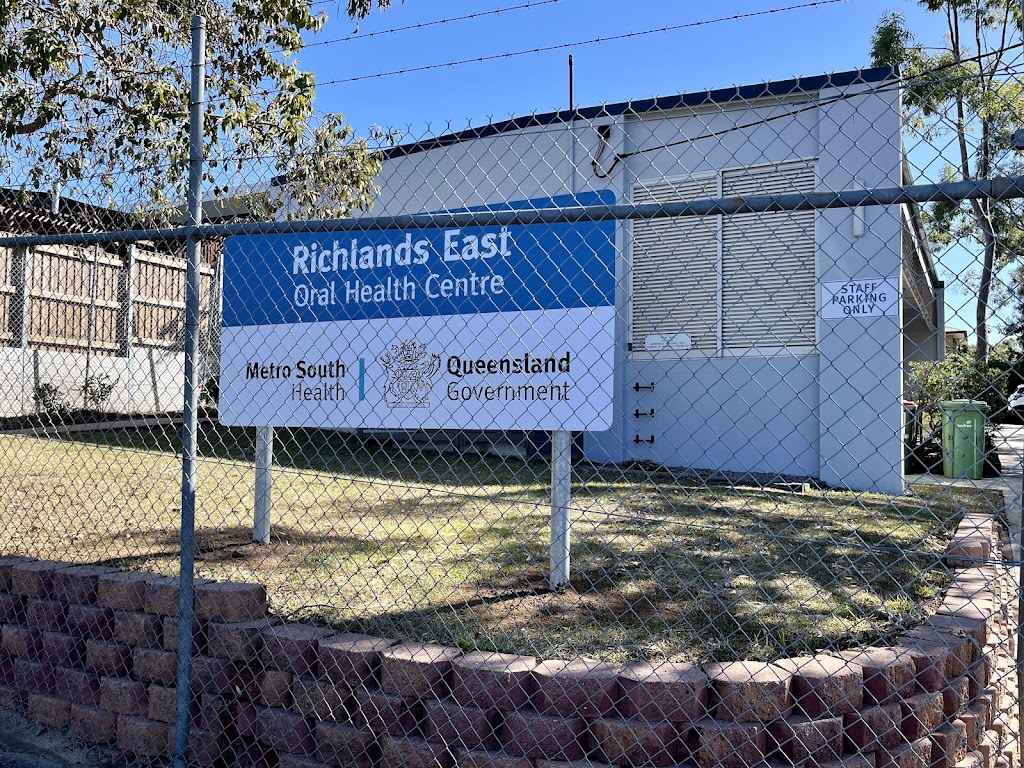 Richlands East
Oral Health Centre
Metro South
Health
Queensland
Government
STAFF
PARKING
ONLY